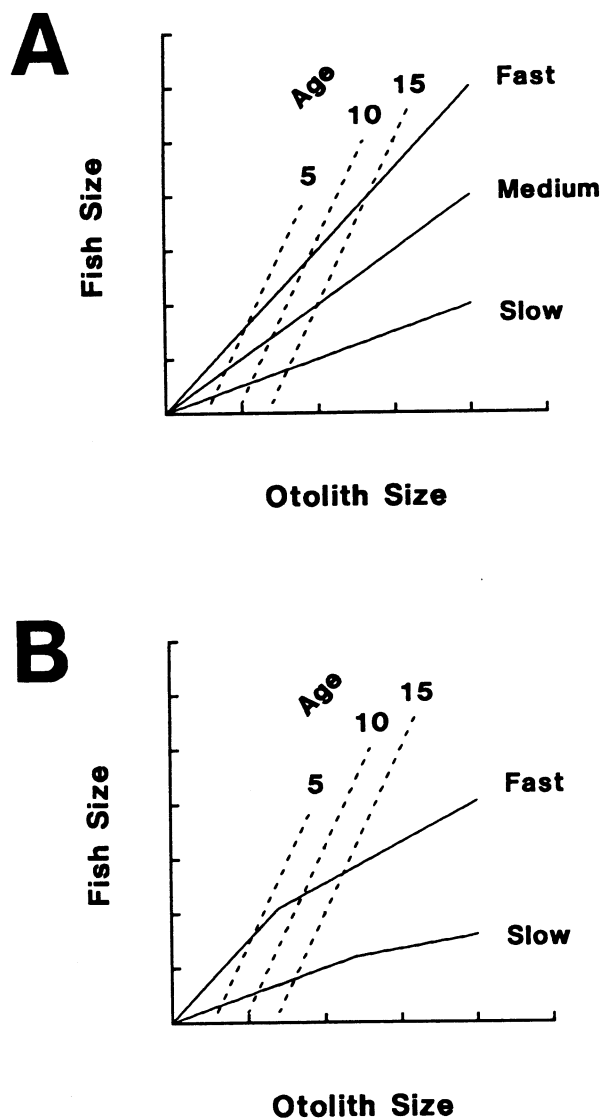 A
Age
5
10
15
Fast
Medium
Slow
Fish Size
Otolith Size
B
Age
5
10
15
Fast
Slow
Fish Size
Otolith Size